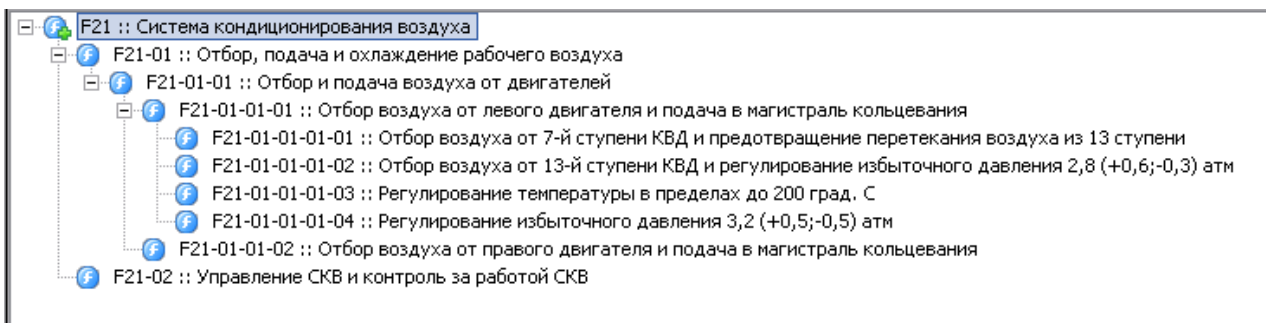 F21 :: Система кондиционирования воздуха
F21-01 :: Отбор, подача и охлаждение рабочего воздуха
F21-01-01 :: Отбор и подача воздуха от двигателей
F21-01-01-01 :: Отбор воздуха от левого двигателя и подача в магистраль кольцевания
F21-01-01-01-01 :: Отбор воздуха от 7-й ступени КВД и предотвращение перетекания воздуха из 13 ступени
F21-01-01-01-02 :: Отбор воздуха от 13-й ступени КВД и регулирование избыточного давления 2,8 (+0,6;-0,3) атм
F21-01-01-01-03 :: Регулирование температуры в пределах до 200 град. С
F21-01-01-01-04 :: Регулирование избыточного давления 3,2 (+0,5;-0,5) атм
F21-01-01-02 :: Отбор воздуха от правого двигателя и подача в магистраль кольцевания
F21-02 :: Управление СКВ и контроль за работой СКВ